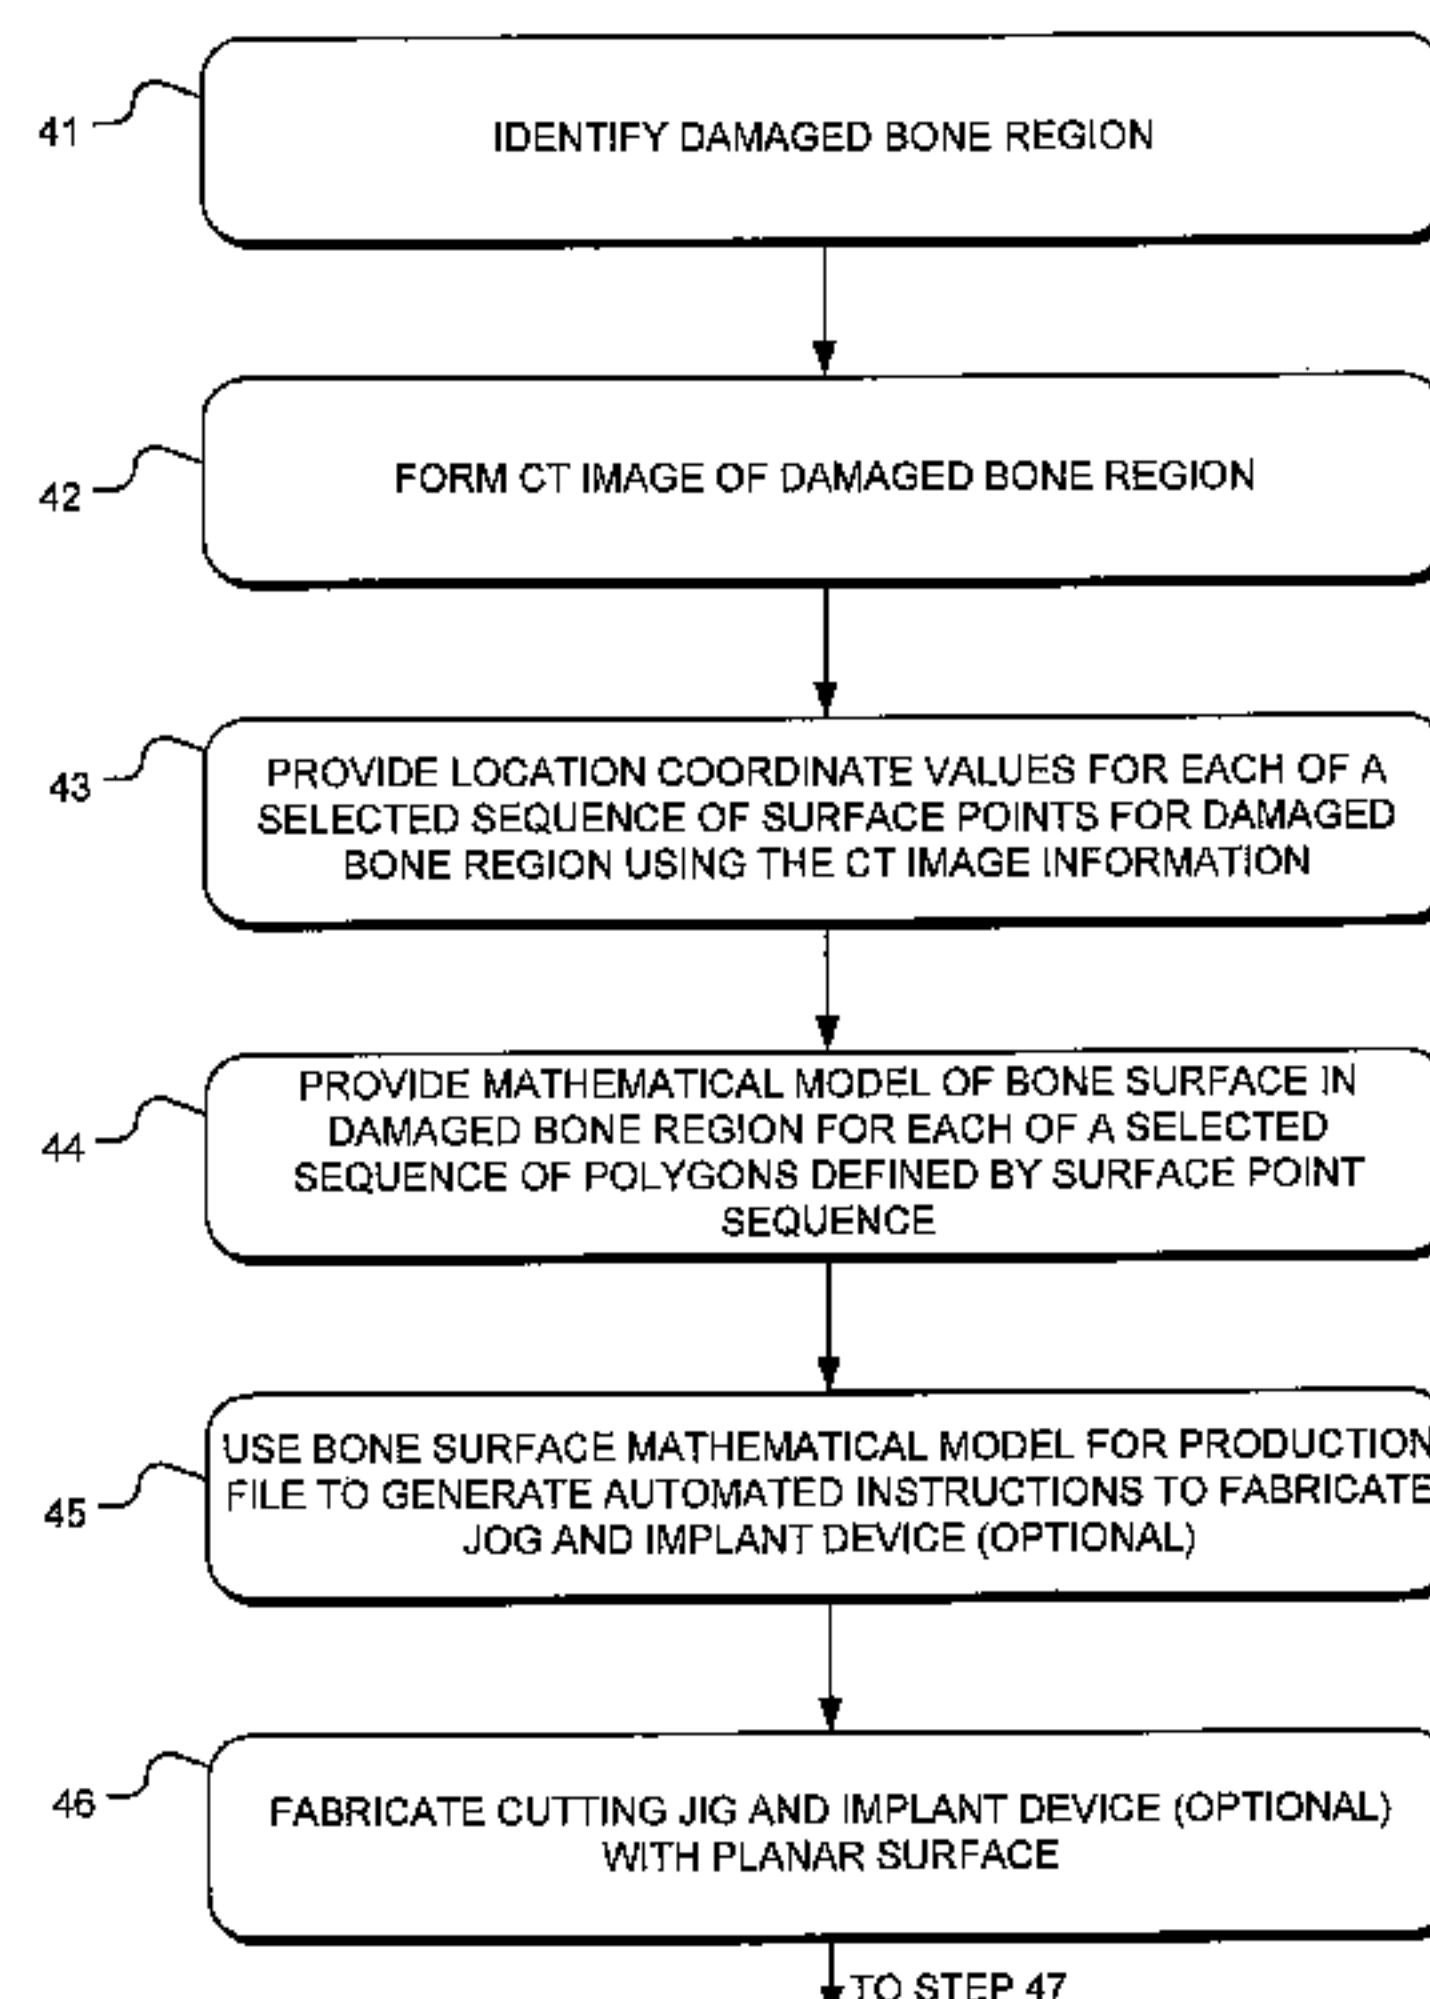 41
IDENTIFY DAMAGED BONE REGION
42
FORM CT IMAGE OF DAMAGED BONE REGION
43
PROVIDE LOCATION COORDINATE VALUES FOR EACH OF A
SELECTED SEQUENCE OF SURFACE POINTS FOR DAMAGED
BONE REGION USING THE CT IMAGE INFORMATION
44
PROVIDE MATHEMATICAL MODEL OF BONE SURFACE IN
DAMAGED BONE REGION FOR EACH OF A SELECTED
SEQUENCE OF POLYGONS DEFINED BY SURFACE POINT
SEQUENCE
45
USE BONE SURFACE MATHEMATICAL MODEL FOR PRODUCTION
FILE TO GENERATE AUTOMATED INSTRUCTIONS TO FABRICATE
JOG AND IMPLANT DEVICE (OPTIONAL)
46
FABRICATE CUTTING JIG AND IMPLANT DEVICE (OPTIONAL)
WITH PLANAR SURFACE
TO STEP 47